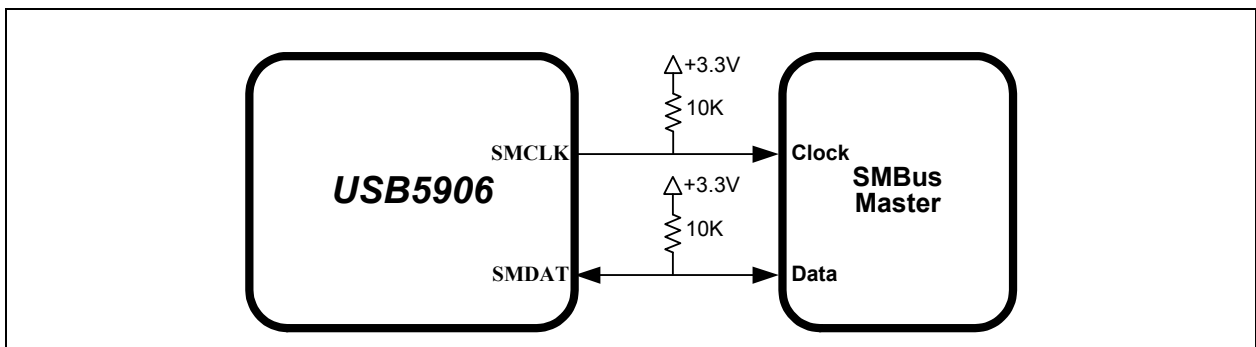 +3.3V
10K
SMCLK
Clock
USB5906
SMBus
Master
+3.3V
10K
SMDAT
Data